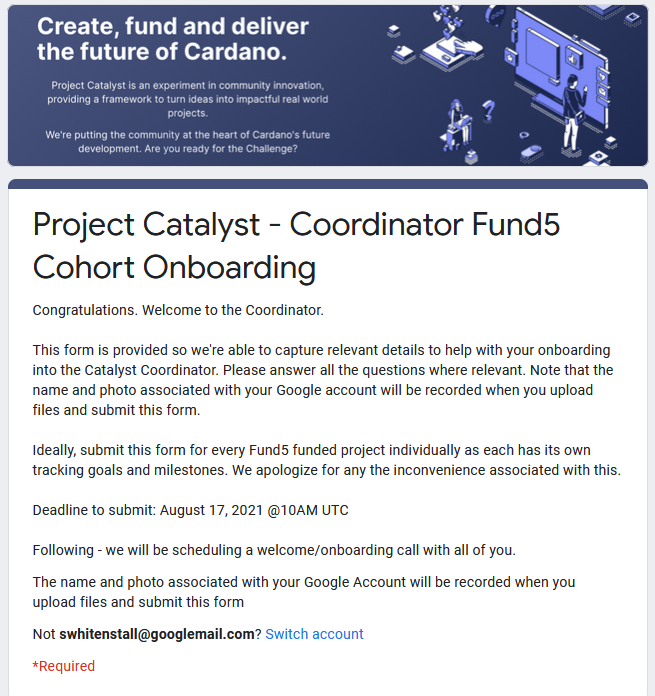 Create, fund and deliver
the future of Cardano.
Project Catalyst is an experiment in community innovation,
providing a framework to turn ideas into impactful real world
projects.
We're putting the community at the heart of Cardano's future
development. Are you ready for the Challenge?
Project Catalyst - Coordinator Fund5
Cohort Onboarding
Congratulations. Welcome to the Coordinator.
This form is provided so we're able to capture relevant details to help with your onboarding
into the Catalyst Coordinator. Please answer all the questions where relevant. Note that the
name and photo associated with your Google account will be recorded when you upload
files and submit this form.
Ideally, submit this form for every Fund5 funded project individually as each has its own
tracking goals and milestones. We apologize for any the inconvenience associated with this.
Deadline to submit: August 17, 2021 @10AM UTC
Following - we will be scheduling a welcome/onboarding call with all of you.
The name and photo associated with your Google Account will be recorded when you
upload files and submit this form
Not swhitenstall@googlemail.com? Switch account
*Required